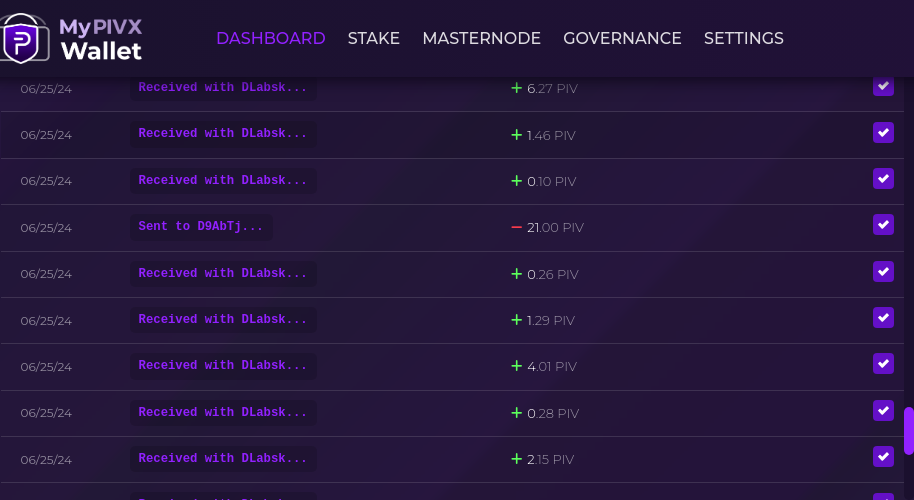 My PIVX
Wallet
DASHBOARD STAKE MASTERNODE GOVERNANCE SETTINGS
06/25/24 Received with DLabsk... + 6.27 PIV
06/25/24 Received with DLabsk... + 1.46 PIV
06/25/24 Received with DLabsk... + 0.10 PIV
06/25/24 Sent to D9AbTj... − 21.00 PIV
06/25/24 Received with DLabsk... + 0.26 PIV
06/25/24 Received with DLabsk... + 1.29 PIV
06/25/24 Received with DLabsk... + 4.01 PIV
06/25/24 Received with DLabsk... + 0.28 PIV
06/25/24 Received with DLabsk... + 2.15 PIV